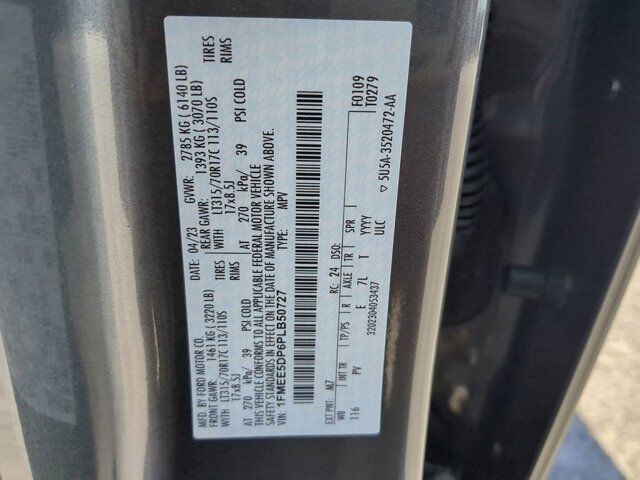 MFD. BY FORD MOTOR CO.
DATE: 04/23 GVWR: 2785 KG ( 6140 LB)
FRONT GAWR: 1461 KG ( 3220 LB) REAR GAWR: 1393 KG ( 3070 LB)
WITH LT315/70R17C 113/110S WITH LT315/70R17C 113/110S TIRES
17x8.5J RIMS 17x8.5J RIMS
AT 270 kPa/ 39 PSI COLD AT 270 kPa/ 39 PSI COLD
THIS VEHICLE CONFORMS TO ALL APPLICABLE FEDERAL MOTOR VEHICLE
SAFETY STANDARDS IN EFFECT ON THE DATE OF MANUFACTURE SHOWN ABOVE.
VIN: 1FMEE5DP6PLB50727 TYPE: MPV
F0109
T0279
EXT PNT: M7 RC: 24 DSO:
WB INT TR TP/PS R AXLE TR SPR
116 PV E 7L T YYYY
ULC
3202304053437
▽ 5U5A-3520472-AA